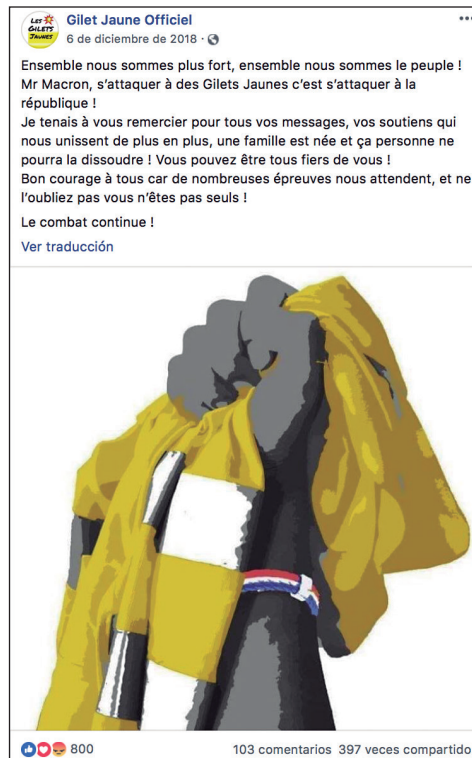 LES
GILETS
JAUNES
Gilet Jaune Officiel
6 de diciembre de 2018 ·
Ensemble nous sommes plus fort, ensemble nous sommes le peuple !
Mr Macron, s’attaquer à des Gilets Jaunes c’est s’attaquer à la
république !
Je tenais à vous remercier pour tous vos messages, vos soutiens qui
nous unissent de plus en plus, une famille est née et ça personne ne
pourra la dissoudre ! Vous pouvez être tous fiers de vous !
Bon courage à tous car de nombreuses épreuves nous attendent, et ne
l’oubliez pas vous n’êtes pas seuls !
Le combat continue !
Ver traducción
800
103 comentarios 397 veces compartido